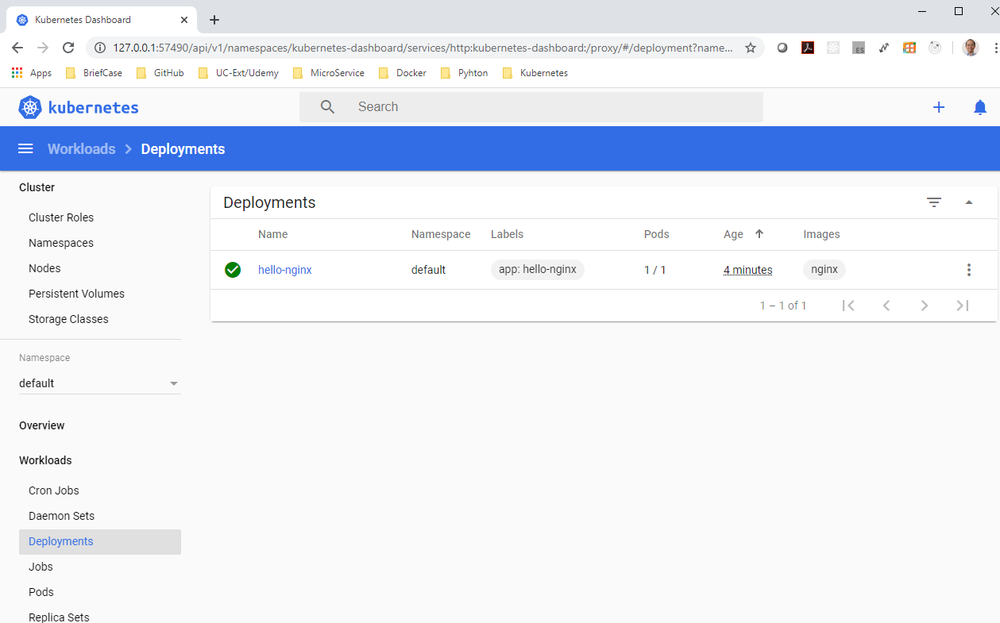 Kubernetes Dashboard
127.0.0.1:57490/api/v1/namespaces/kubernetes-dashboard/services/http:kubernetes-dashboard:/proxy/#/deployment?name...
Apps BriefCase GitHub UC-Ext/Udemy MicroService Docker Pyhton Kubernetes
kubernetes Search
Workloads Deployments
Cluster
Cluster Roles
Namespaces
Nodes
Persistent Volumes
Storage Classes
Namespace
default
Overview
Workloads
Cron Jobs
Daemon Sets
Deployments
Jobs
Pods
Replica Sets
Deployments
Name Namespace Labels Pods Age Images
hello-nginx default app: hello-nginx 1 / 1 4 minutes nginx
1 – 1 of 1